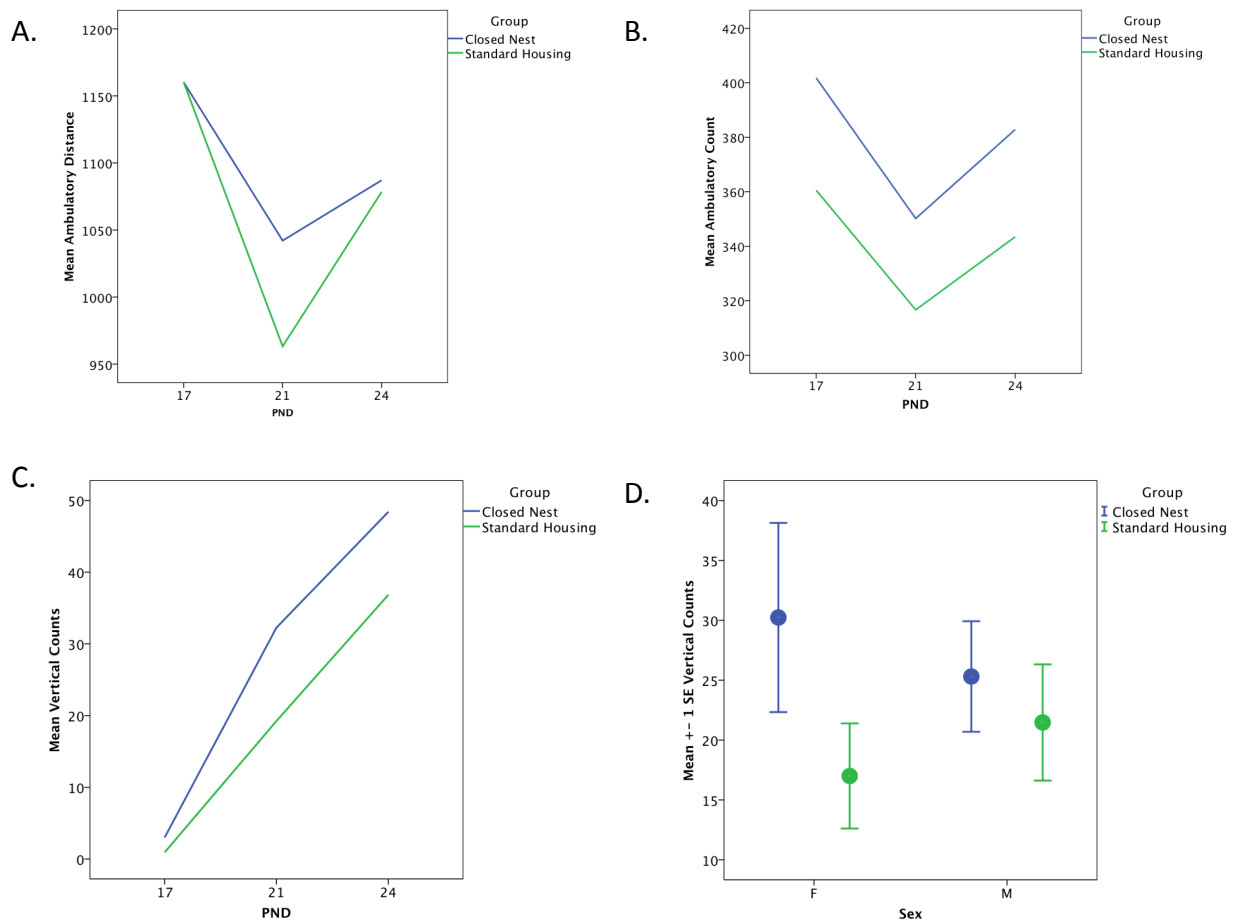 A.
Mean Ambulatory Distance
1200
1150
1100
1050
1000
950
17
21
24
PND
Group
Closed Nest
Standard Housing
B.
Mean Ambulatory Count
420
400
380
360
340
320
300
17
21
24
PND
Group
Closed Nest
Standard Housing
C.
Mean Vertical Counts
50
40
30
20
10
0
17
21
24
PND
Group
Closed Nest
Standard Housing
D.
Mean +- 1 SE Vertical Counts
40
35
30
25
20
15
10
F
M
Sex
Group
Closed Nest
Standard Housing